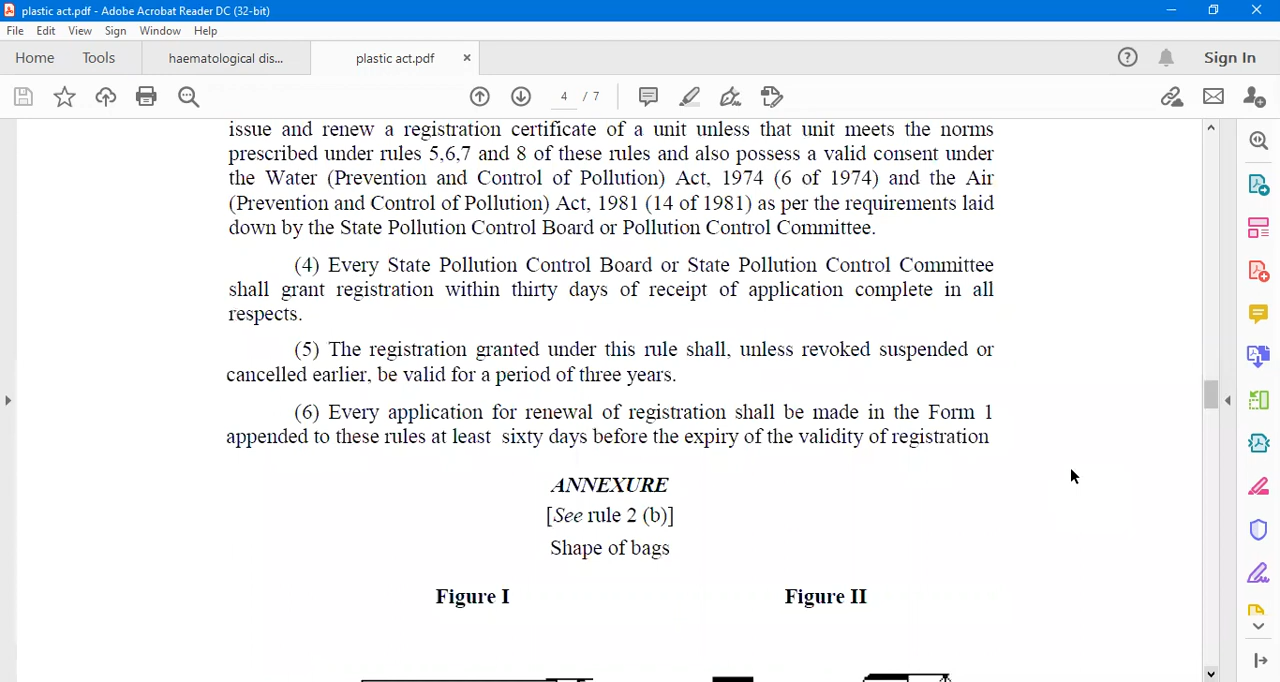 plastic act.pdf - Adobe Acrobat Reader DC (32-bit)
File Edit View Sign Window Help
Home Tools haematological dis... plastic act.pdf × Sign In
4 / 7
issue and renew a registration certificate of a unit unless that unit meets the norms
prescribed under rules 5,6,7 and 8 of these rules and also possess a valid consent under
the Water (Prevention and Control of Pollution) Act, 1974 (6 of 1974) and the Air
(Prevention and Control of Pollution) Act, 1981 (14 of 1981) as per the requirements laid
down by the State Pollution Control Board or Pollution Control Committee.
(4) Every State Pollution Control Board or State Pollution Control Committee
shall grant registration within thirty days of receipt of application complete in all
respects.
(5) The registration granted under this rule shall, unless revoked suspended or
cancelled earlier, be valid for a period of three years.
(6) Every application for renewal of registration shall be made in the Form 1
appended to these rules at least sixty days before the expiry of the validity of registration
ANNEXURE
[See rule 2 (b)]
Shape of bags
Figure I Figure II